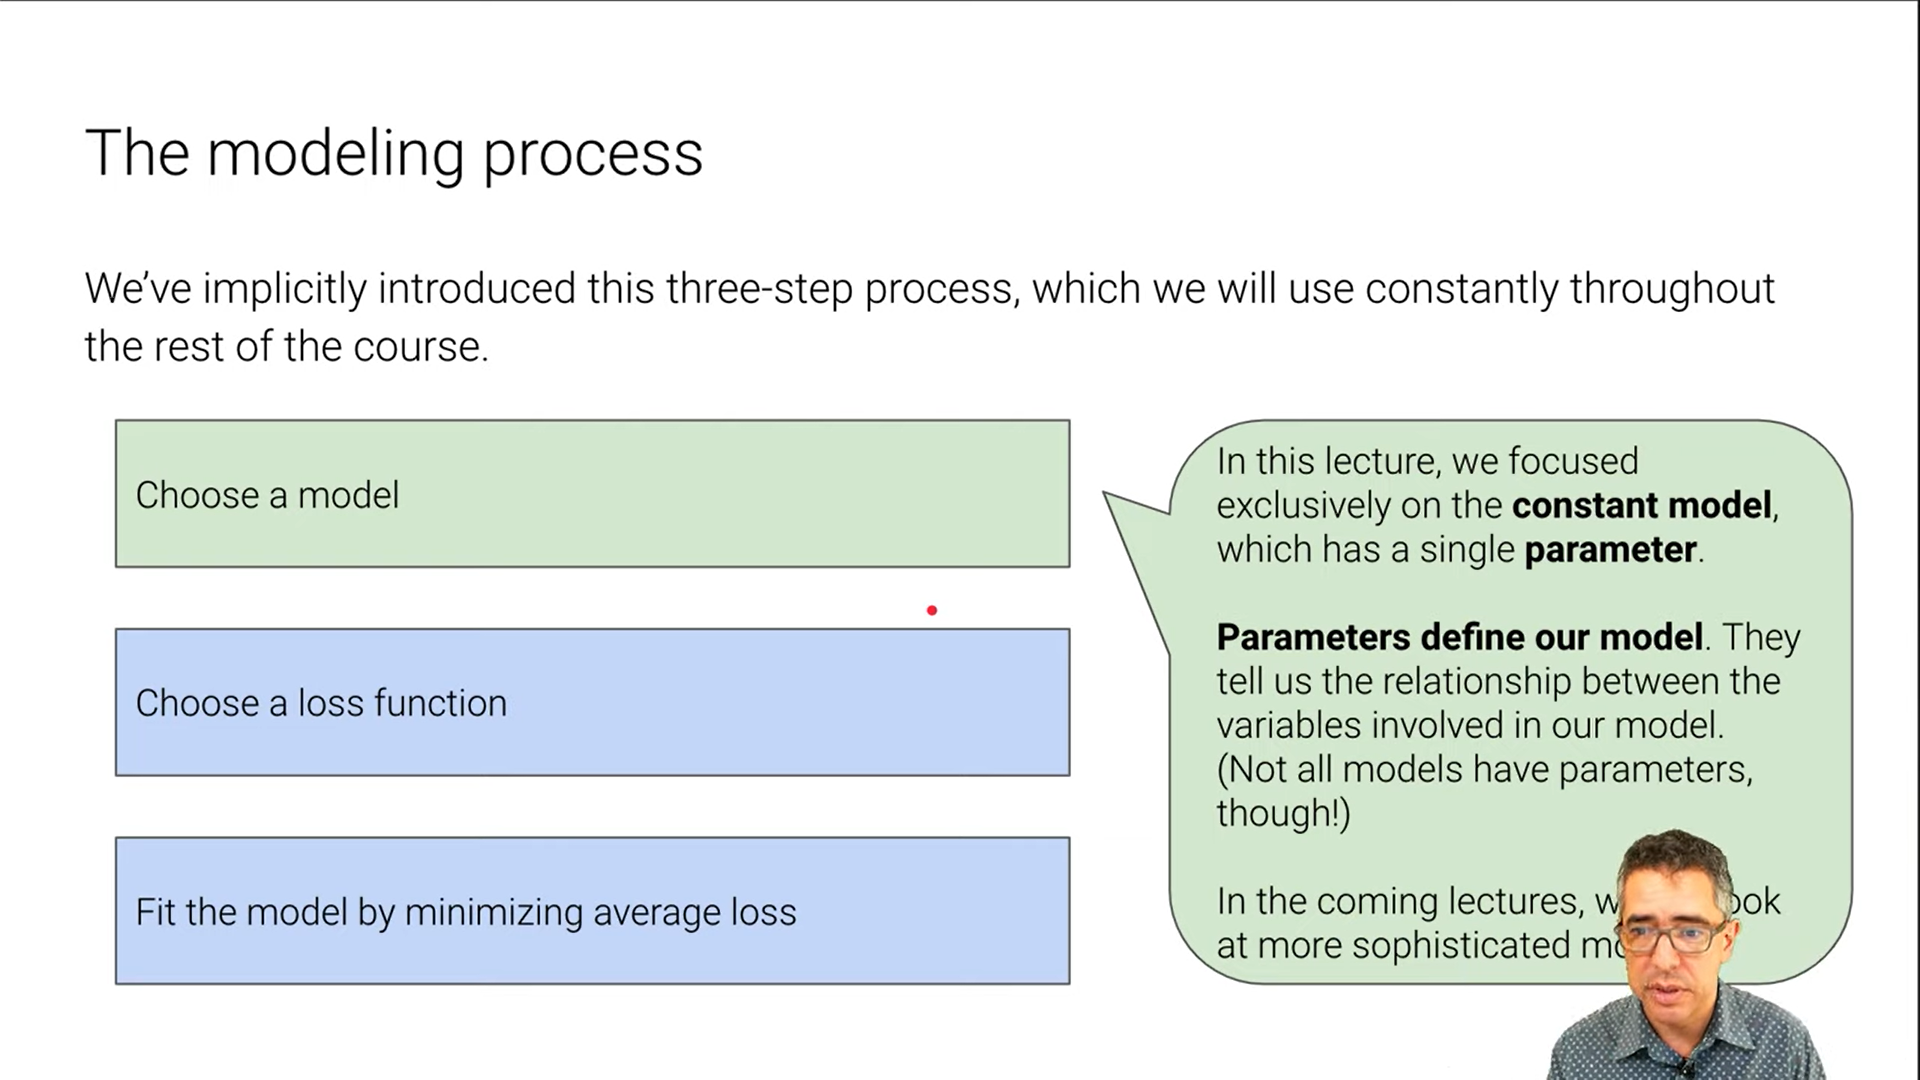 The modeling process
We’ve implicitly introduced this three-step process, which we will use constantly throughout
the rest of the course.
Choose a model
Choose a loss function
Fit the model by minimizing average loss
In this lecture, we focused
exclusively on the constant model,
which has a single parameter.
Parameters define our model. They
tell us the relationship between the
variables involved in our model.
(Not all models have parameters,
though!)
In the coming lectures,
at more sophisticated